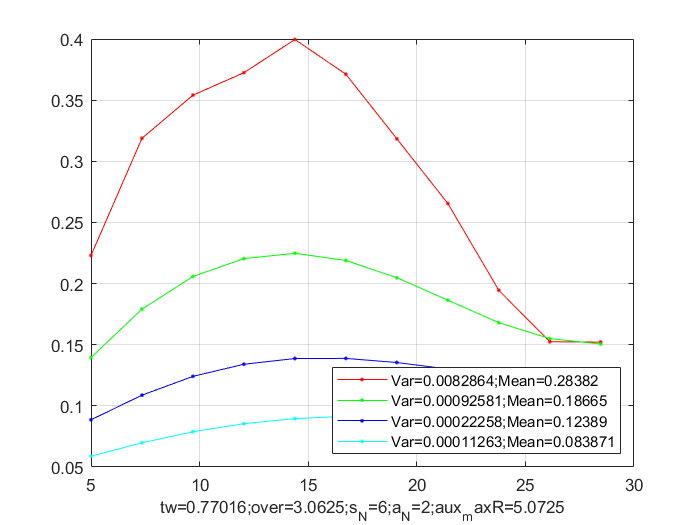 0.4
0.35
0.3
0.25
0.2
0.15
0.1
0.05
Var=0.0082864;Mean=0.28382
Var=0.00092581;Mean=0.18665
Var=0.00022258;Mean=0.12389
Var=0.00011263;Mean=0.083871
5 10 15 20 25 30
tw=0.77016;over=3.0625;s_N=6;a_N=2;aux_maxR=5.0725